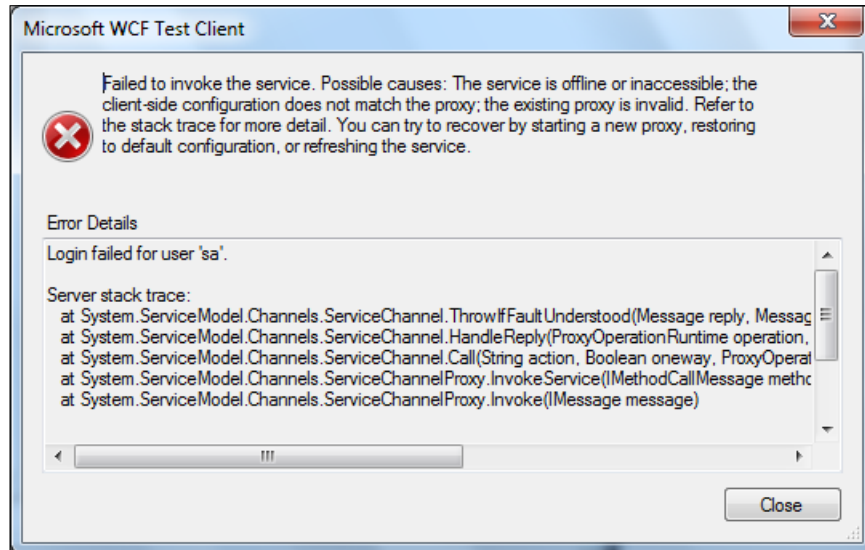 Microsoft WCF Test Client
Failed to invoke the service. Possible causes: The service is offline or inaccessible; the
client-side configuration does not match the proxy; the existing proxy is invalid. Refer to
the stack trace for more detail. You can try to recover by starting a new proxy, restoring
to default configuration, or refreshing the service.
Error Details
Login failed for user 'sa'.
Server stack trace:
at System.ServiceModel.Channels.ServiceChannel.ThrowIfFaultUnderstood(Message reply, Messag
at System.ServiceModel.Channels.ServiceChannel.HandleReply(ProxyOperationRuntime operation,
at System.ServiceModel.Channels.ServiceChannel.Call(String action, Boolean oneway, ProxyOperat
at System.ServiceModel.Channels.ServiceChannelProxy.InvokeService(IMethodCallMessage methc
at System.ServiceModel.Channels.ServiceChannelProxy.Invoke(IMessage message)
Close